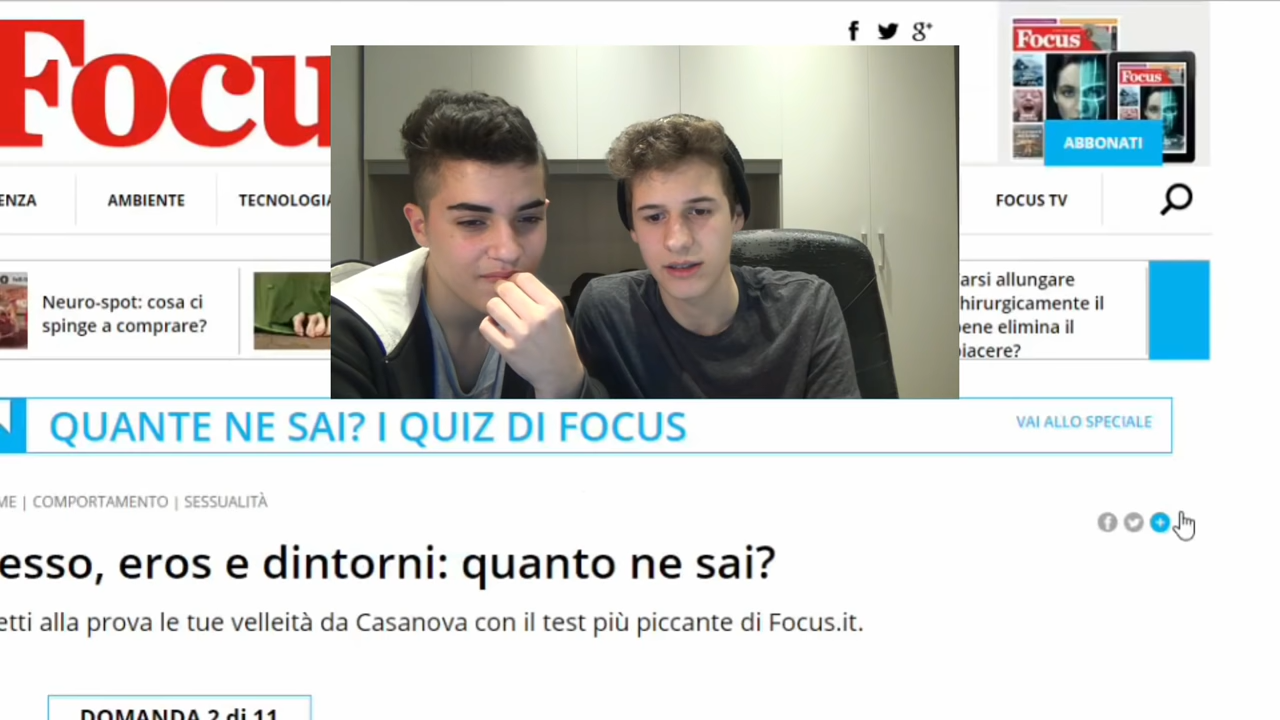 Focu
Focus
Focus
ABBONATI
ENZA
AMBIENTE
TECNOLOGIA
FOCUS TV
Neuro-spot: cosa ci
spinge a comprare?
arsi allungare
hirurgicamente il
pene elimina il
piacere?
QUANTE NE SAI? I QUIZ DI FOCUS
VAI ALLO SPECIALE
ME | COMPORTAMENTO | SESSUALITÀ
esso, eros e dintorni: quanto ne sai?
etti alla prova le tue velleità da Casanova con il test più piccante di Focus.it.
DOMANDA 2 di 11